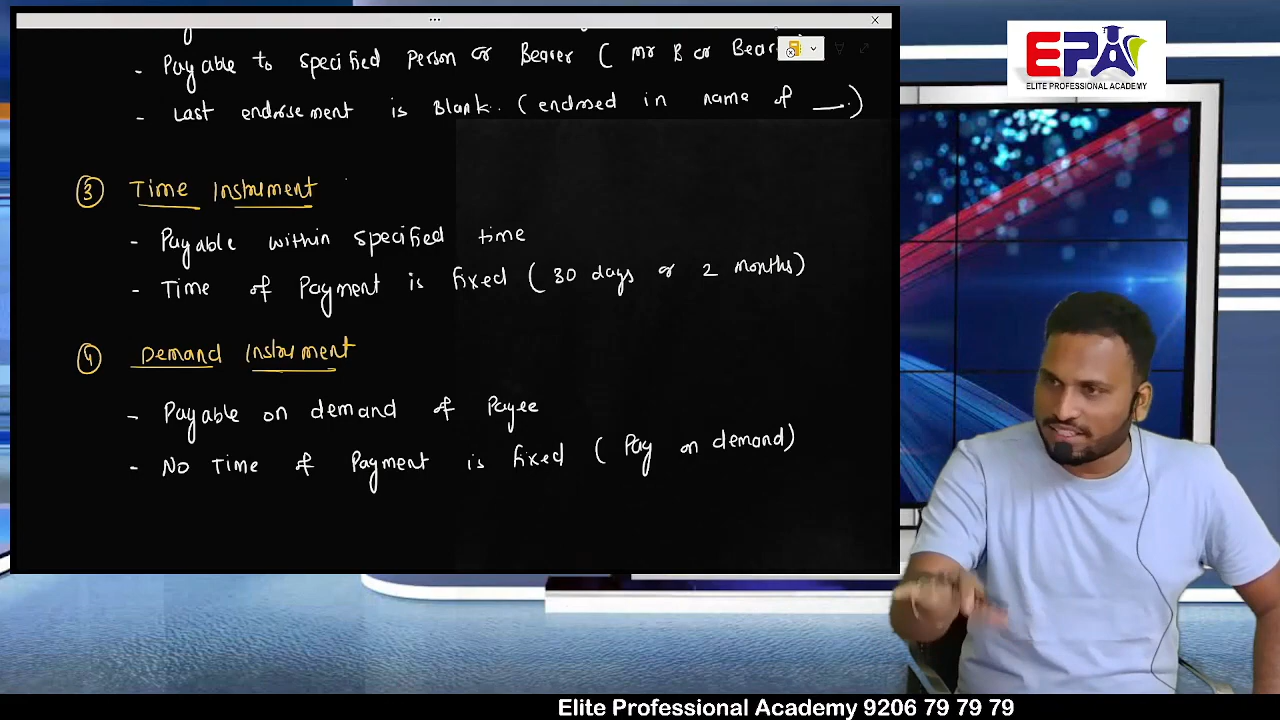 - Payable to specified Person or Bearer ( Mr B or Bear
- Last endorsement is Blank.. ( endrosed in name of __.)
③ Time Instrument
- Payable within specified time
- Time of Payment is fixed ( 30 days or 2 months)
④ Demand Instrument
- Payable on demand of Payee
- No Time of Payment is fixed ( Pay on demand)
EPA
ELITE PROFESSIONAL ACADEMY
Elite Professional Academy 9206 79 79 79